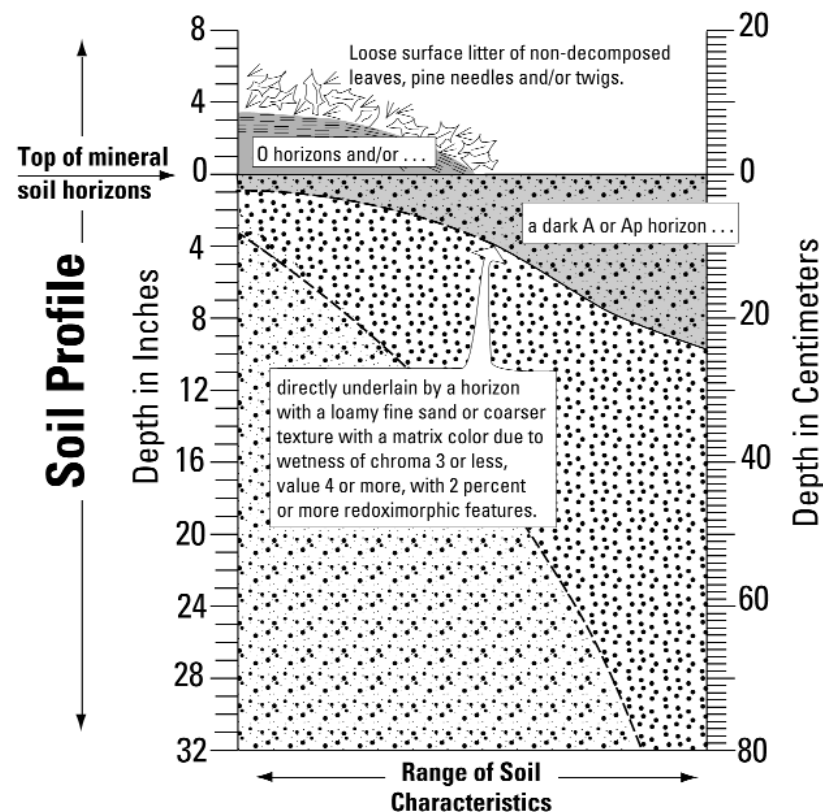 8
4
0
4
8
12
16
20
24
28
32
20
0
20
40
60
80
Soil Profile
Depth in Inches
Depth in Centimeters
Top of mineral
soil horizons
Loose surface litter of non-decomposed
leaves, pine needles and/or twigs.
O horizons and/or . . .
a dark A or Ap horizon . . .
directly underlain by a horizon
with a loamy fine sand or coarser
texture with a matrix color due to
wetness of chroma 3 or less,
value 4 or more, with 2 percent
or more redoximorphic features.
Range of Soil
Characteristics